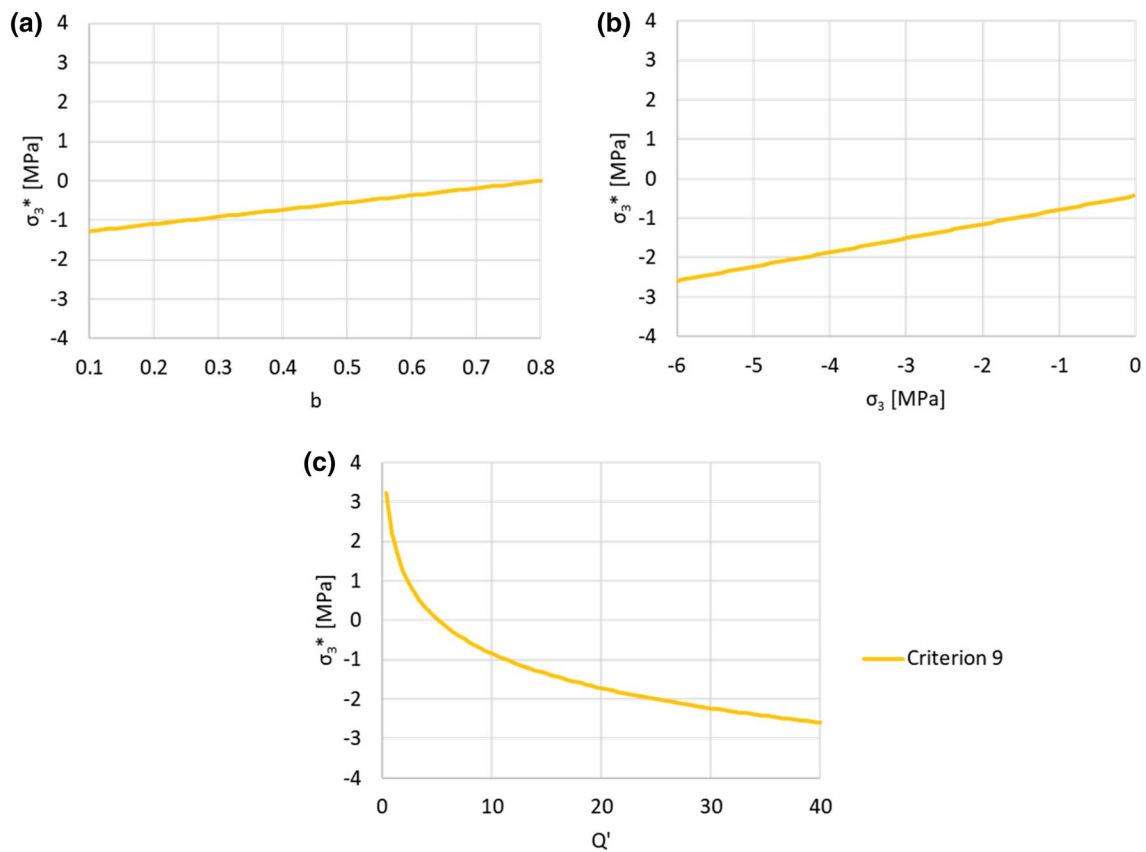 (a)
4
3
2
1
0
-1
-2
-3
-4
σ₃* [MPa]
0.1 0.2 0.3 0.4 0.5 0.6 0.7 0.8
b
(b)
4
3
2
1
0
-1
-2
-3
-4
σ₃* [MPa]
-6 -5 -4 -3 -2 -1 0
σ₃ [MPa]
(c)
4
3
2
1
0
-1
-2
-3
-4
σ₃* [MPa]
0 10 20 30 40
Q'
Criterion 9